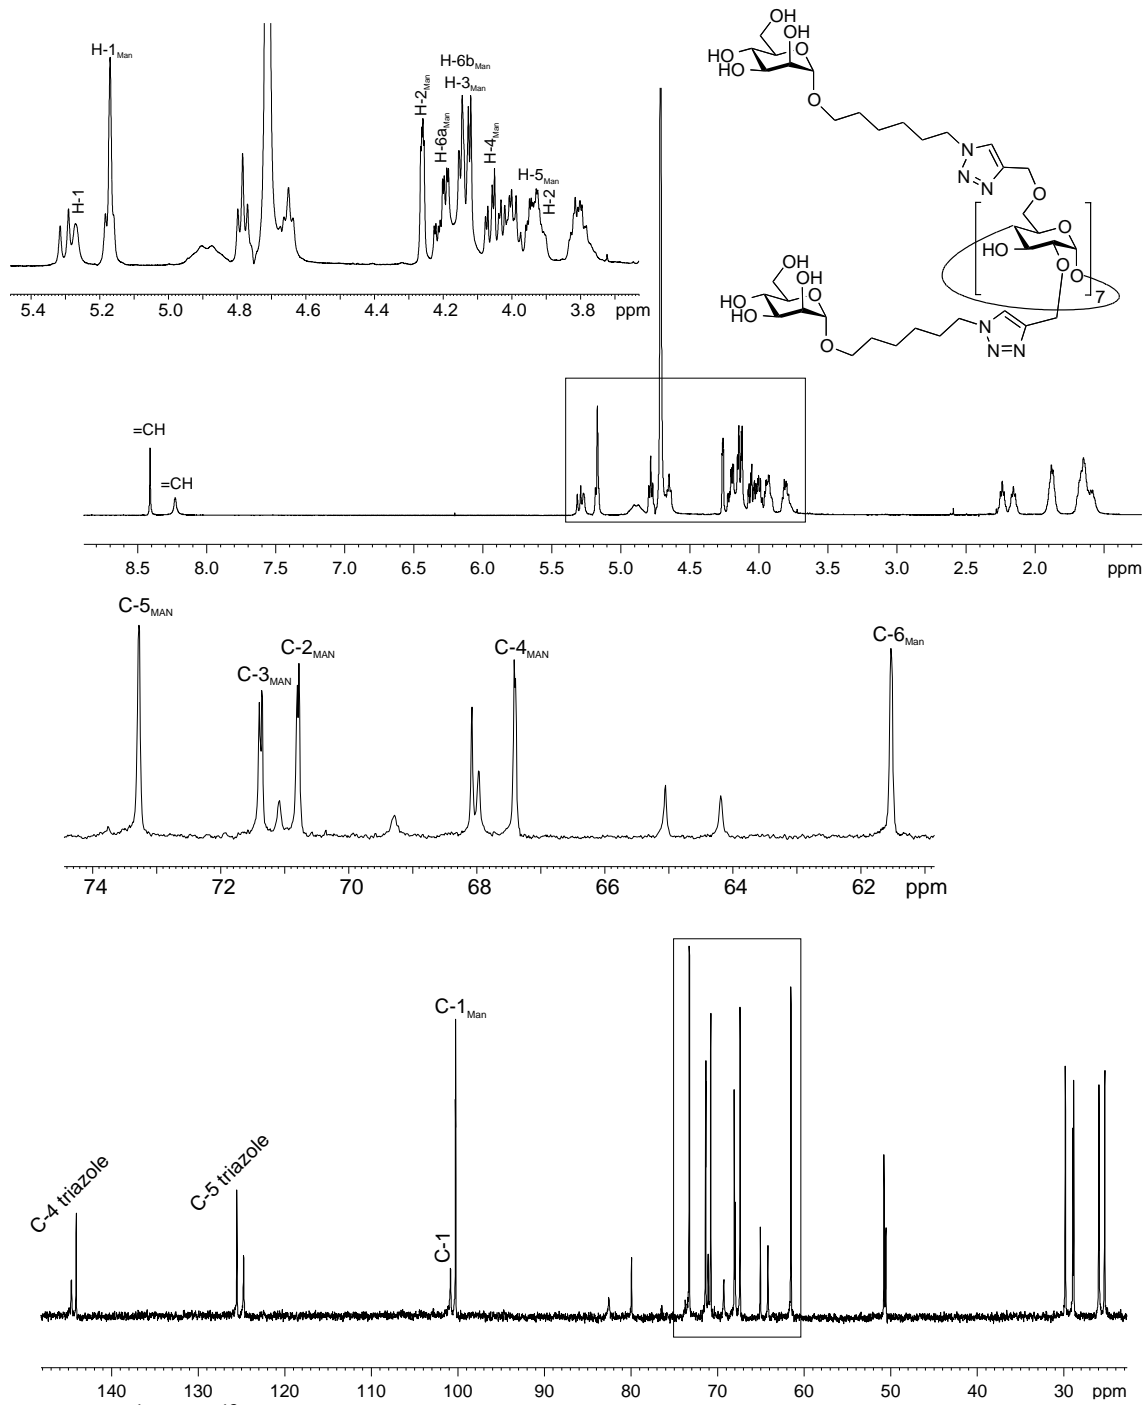 H-1Man
H-1
H-2Man
H-6aMan
H-6bMan
H-3Man
H-4Man
H-5Man
H-2
5.4 5.2 5.0 4.8 4.6 4.4 4.2 4.0 3.8 ppm
OH
OH
HO
HO
O
O
N
N=N
O
O
HO
O
O
7
OH
OH
HO
HO
O
O
N
N=N
=CH
=CH
8.5 8.0 7.5 7.0 6.5 6.0 5.5 5.0 4.5 4.0 3.5 3.0 2.5 2.0 ppm
C-5MAN
C-3MAN
C-2MAN
C-4MAN
C-6Man
74 72 70 68 66 64 62 ppm
C-4 triazole
C-5 triazole
C-1
C-1Man
140 130 120 110 100 90 80 70 60 50 40 30 ppm